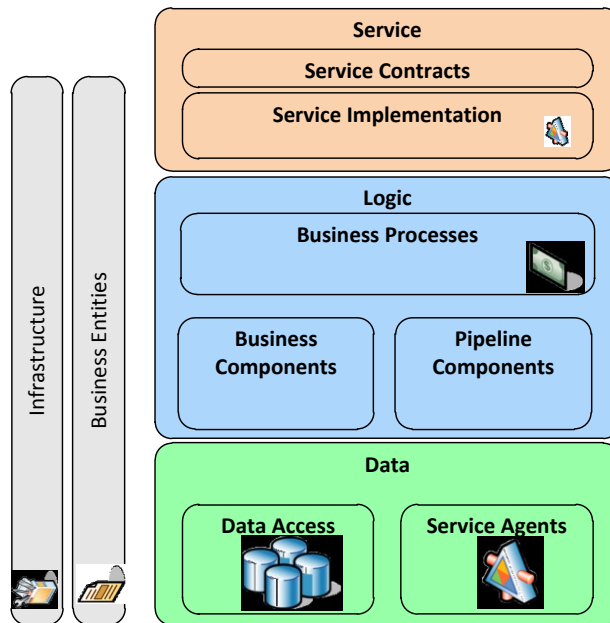 Service
Service Contracts
Service Implementation
Logic
Business Processes
Business
Components
Pipeline
Components
Data
Data Access
Service Agents
Infrastructure
Business Entities